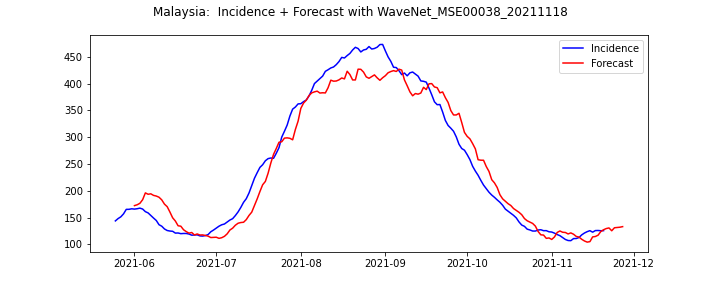 Malaysia:  Incidence + Forecast with WaveNet_MSE00038_20211118
Incidence
Forecast
450
400
350
300
250
200
150
100
2021-06 2021-07 2021-08 2021-09 2021-10 2021-11 2021-12